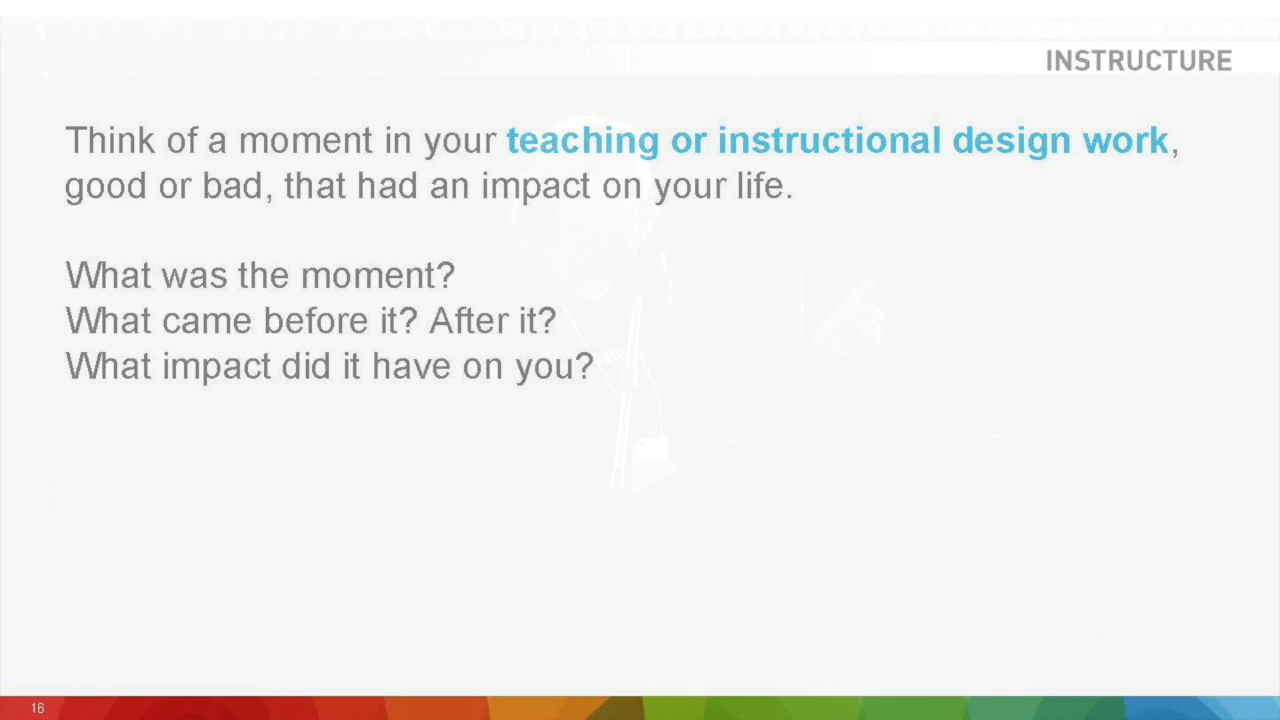 INSTRUCTURE
Think of a moment in your teaching or instructional design work,
good or bad, that had an impact on your life.
What was the moment?
What came before it? After it?
What impact did it have on you?
16